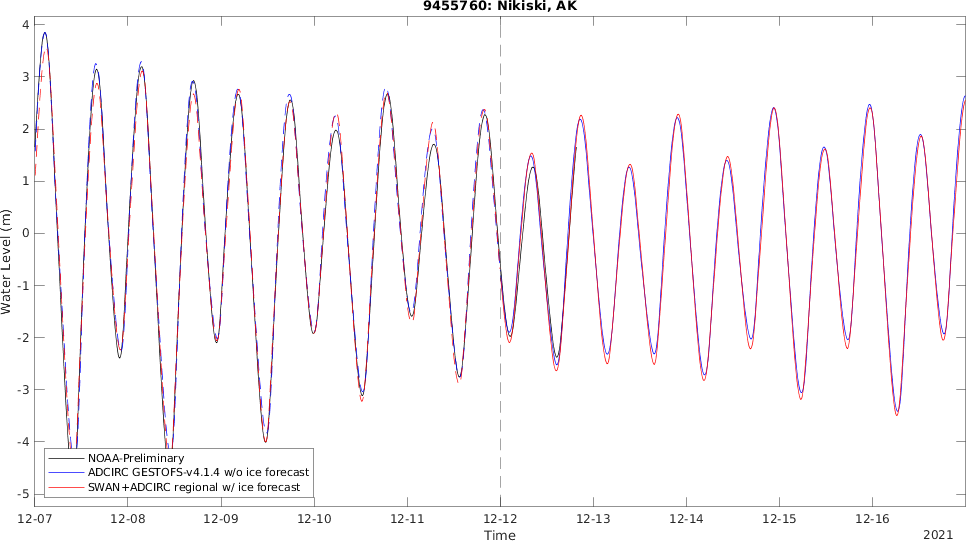 9455760: Nikiski, AK
4
3
2
1
0
-1
-2
-3
-4
-5
Water Level (m)
NOAA-Preliminary
ADCIRC GESTOFS-v4.1.4 w/o ice forecast
SWAN+ADCIRC regional w/ ice forecast
12-07 12-08 12-09 12-10 12-11 12-12 12-13 12-14 12-15 12-16
Time
2021